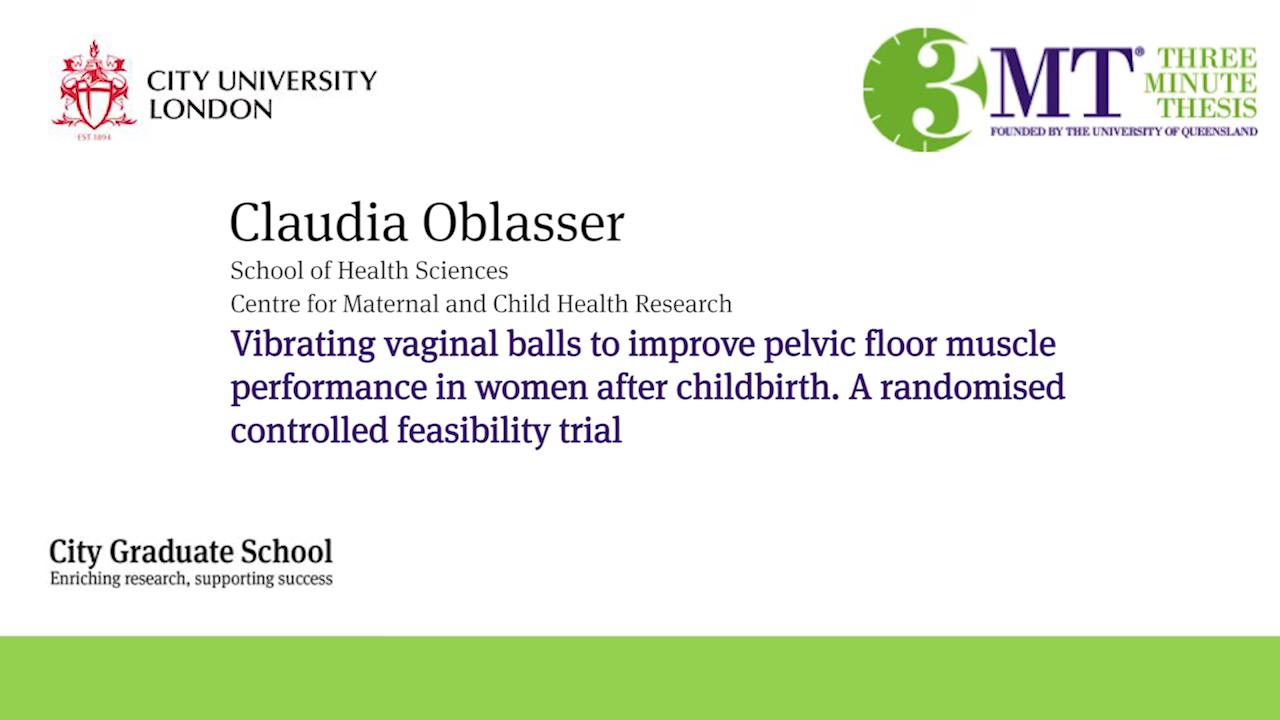 CITY UNIVERSITY
LONDON
EST 1894
3MT® THREE
MINUTE
THESIS
FOUNDED BY THE UNIVERSITY OF QUEENSLAND
Claudia Oblasser
School of Health Sciences
Centre for Maternal and Child Health Research
Vibrating vaginal balls to improve pelvic floor muscle
performance in women after childbirth. A randomised
controlled feasibility trial
City Graduate School
Enriching research, supporting success